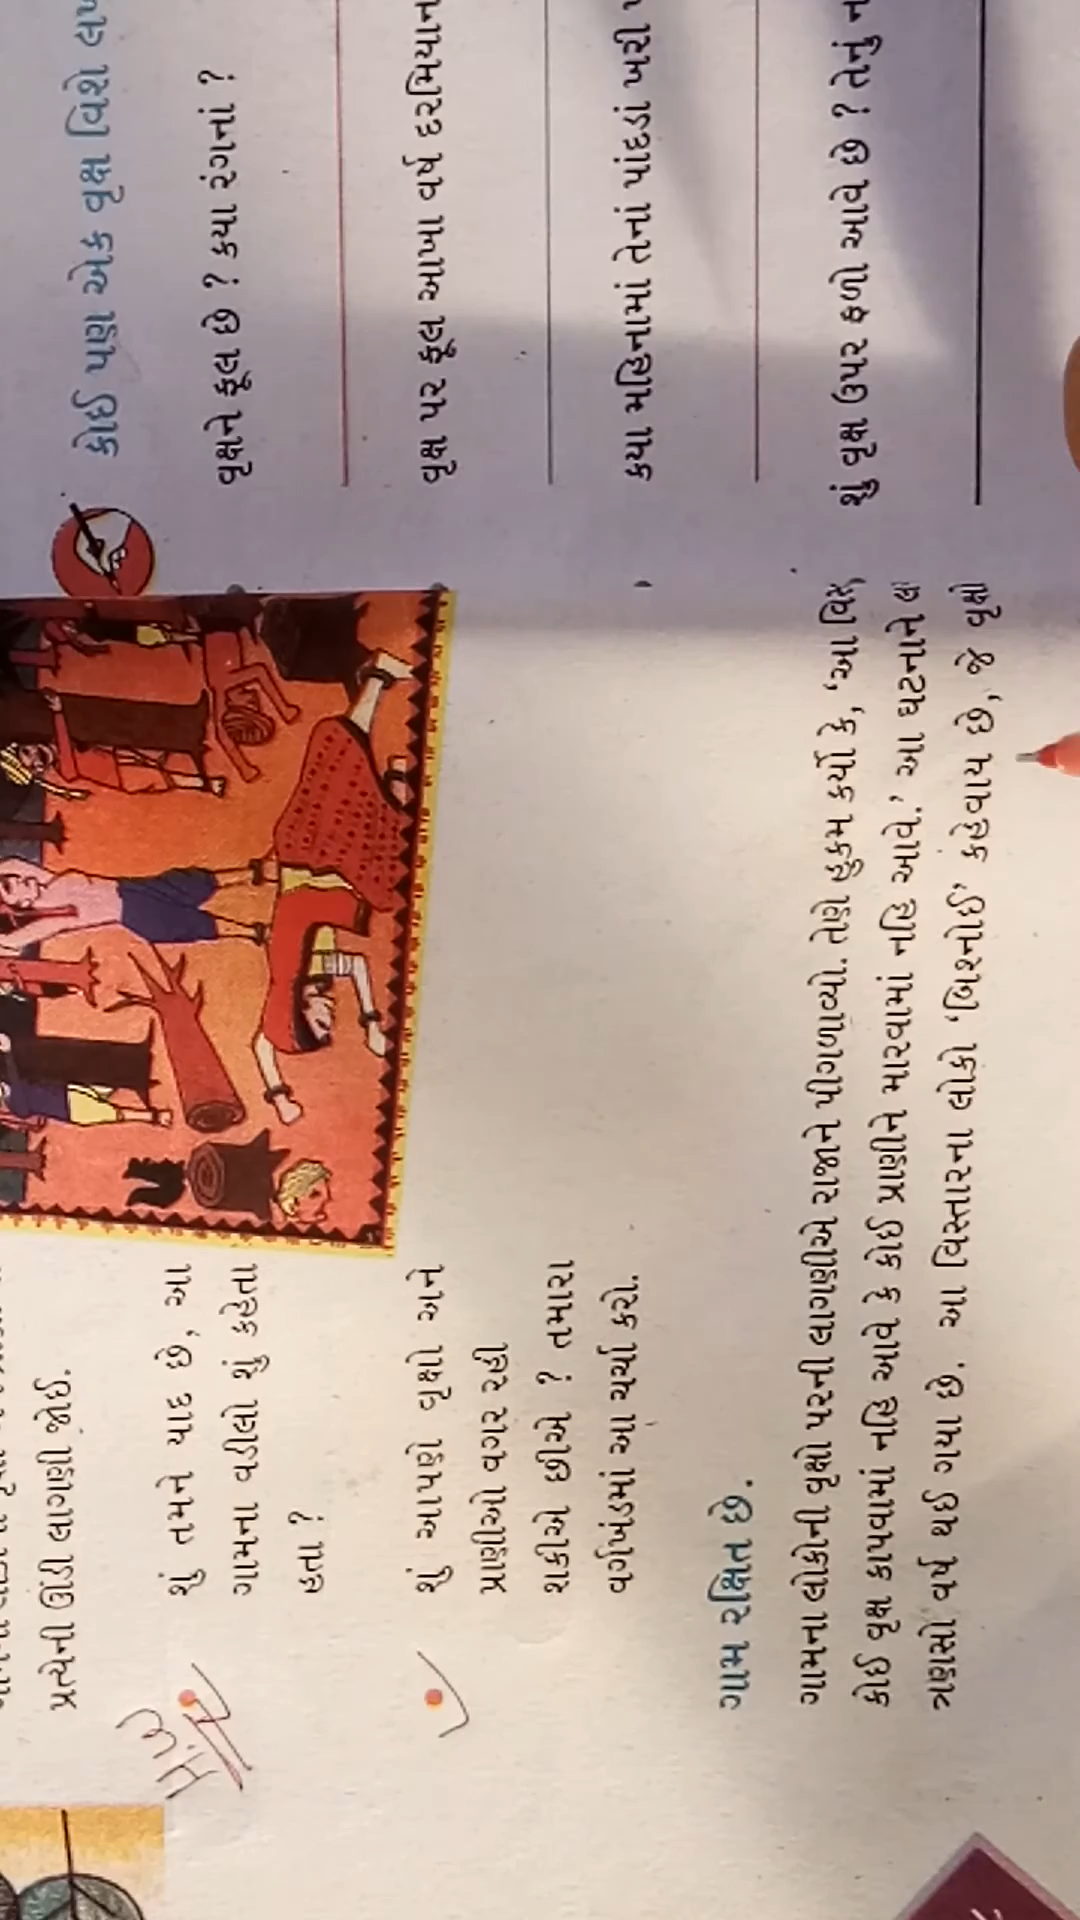 પ્રત્યેની ઊંડી લાગણી જોઈ.
H.W
શું તમને યાદ છે, આ
ગામના વડીલો શું કહેતા
હતા ?
શું આપણે વૃક્ષો અને
પ્રાણીઓ વગર રહી
શકીએ છીએ ? તમારા
વર્ગખંડમાં આ ચર્ચા કરો.
ગામ રક્ષિત છે.
ગામના લોકોની વૃક્ષો પરની લાગણીએ રાજાને પીગળાવ્યો. તેણે હુકમ કર્યો કે, 'આ
કોઈ વૃક્ષ કાપવામાં નહિ આવે કે કોઈ પ્રાણીને મારવામાં નહિ આવે.' આ ઘટનાને
ત્રણસો વર્ષ થઈ ગયા છે. આ વિસ્તારના લોકો 'બિશ્નોઈ' કહેવાય છે, જે વૃક્ષો
કોઈ પણ એક વૃક્ષ વિશે
વૃક્ષને ફૂલ છે ? કયા રંગનાં ?
વૃક્ષ પર ફૂલ આખા વર્ષ દરમિયાન
કયા મહિનામાં તેનાં પાંદડાં ખરી
શું વૃક્ષ ઉપર ફળો આવે છે ? તેનું